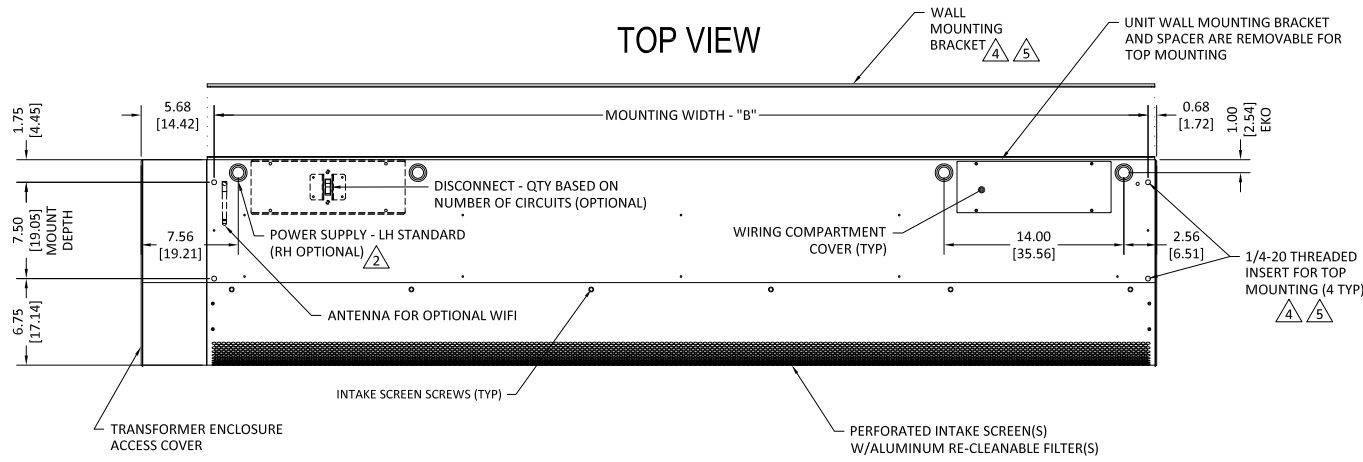 TOP VIEW
WALL
MOUNTING
BRACKET 4 5
UNIT WALL MOUNTING BRACKET
AND SPACER ARE REMOVABLE FOR
TOP MOUNTING
1.75
[4.45]
5.68
[14.42]
MOUNTING WIDTH - "B"
0.68
[1.72]
1.00
[2.54]
EKO
DISCONNECT - QTY BASED ON
NUMBER OF CIRCUITS (OPTIONAL)
7.50
[19.05]
MOUNT
DEPTH
7.56
[19.21]
POWER SUPPLY - LH STANDARD
(RH OPTIONAL) 2
WIRING COMPARTMENT
COVER (TYP)
14.00
[35.56]
2.56
[6.51]
1/4-20 THREADED
INSERT FOR TOP
MOUNTING (4 TYP)
4 5
6.75
[17.14]
ANTENNA FOR OPTIONAL WIFI
INTAKE SCREEN SCREWS (TYP)
TRANSFORMER ENCLOSURE
ACCESS COVER
PERFORATED INTAKE SCREEN(S)
W/ALUMINUM RE-CLEANABLE FILTER(S)